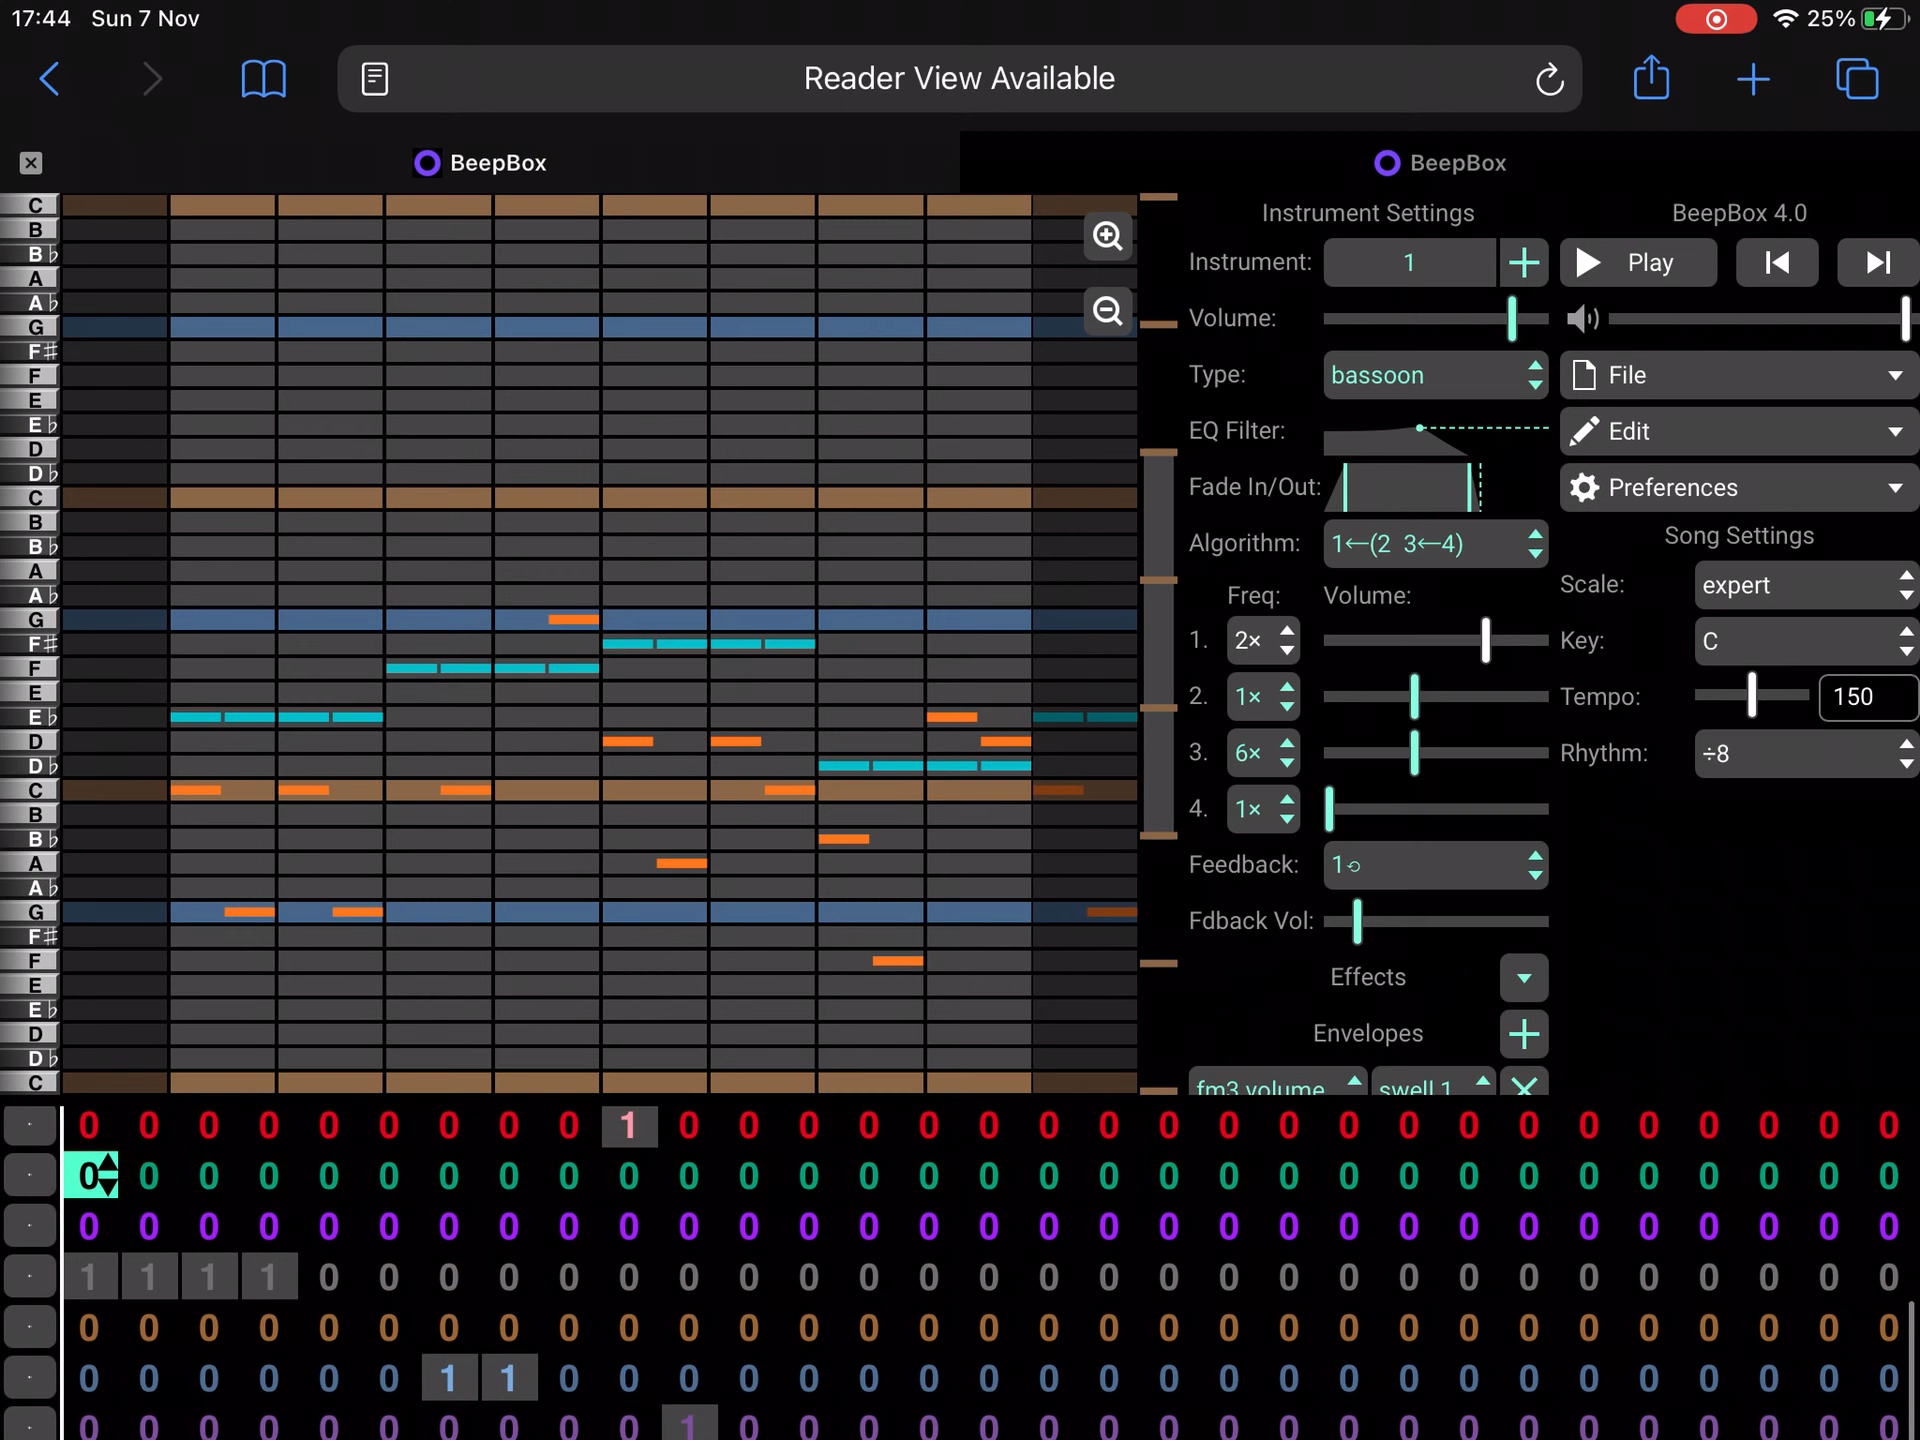 17:44 Sun 7 Nov 25%
Reader View Available
BeepBox BeepBox
C
B
B♭
A
A♭
G
F♯
F
E
E♭
D
D♭
C
B
B♭
A
A♭
G
F♯
F
E
E♭
D
D♭
C
B
B♭
A
A♭
G
F♯
F
E
E♭
D
D♭
C
Instrument Settings
Instrument: 1 +
Volume:
Type: bassoon
EQ Filter:
Fade In/Out:
Algorithm: 1←(2 3←4)
Freq: Volume:
1. 2×
2. 1×
3. 6×
4. 1×
Feedback: 1⟲
Fdback Vol:
Effects
Envelopes +
fm3 volume swell 1
BeepBox 4.0
Play
File
Edit
Preferences
Song Settings
Scale: expert
Key: C
Tempo: 150
Rhythm: ÷8
0 0 0 0 0 0 0 0 0 1 0 0 0 0 0 0 0 0 0 0 0 0 0 0 0 0 0 0 0 0 0
0 0 0 0 0 0 0 0 0 0 0 0 0 0 0 0 0 0 0 0 0 0 0 0 0 0 0 0 0 0 0
0 0 0 0 0 0 0 0 0 0 0 0 0 0 0 0 0 0 0 0 0 0 0 0 0 0 0 0 0 0 0
1 1 1 1 0 0 0 0 0 0 0 0 0 0 0 0 0 0 0 0 0 0 0 0 0 0 0 0 0 0 0
0 0 0 0 0 0 0 0 0 0 0 0 0 0 0 0 0 0 0 0 0 0 0 0 0 0 0 0 0 0 0
0 0 0 0 0 0 1 1 0 0 0 0 0 0 0 0 0 0 0 0 0 0 0 0 0 0 0 0 0 0 0
0 0 0 0 0 0 0 0 0 0 1 0 0 0 0 0 0 0 0 0 0 0 0 0 0 0 0 0 0 0 0